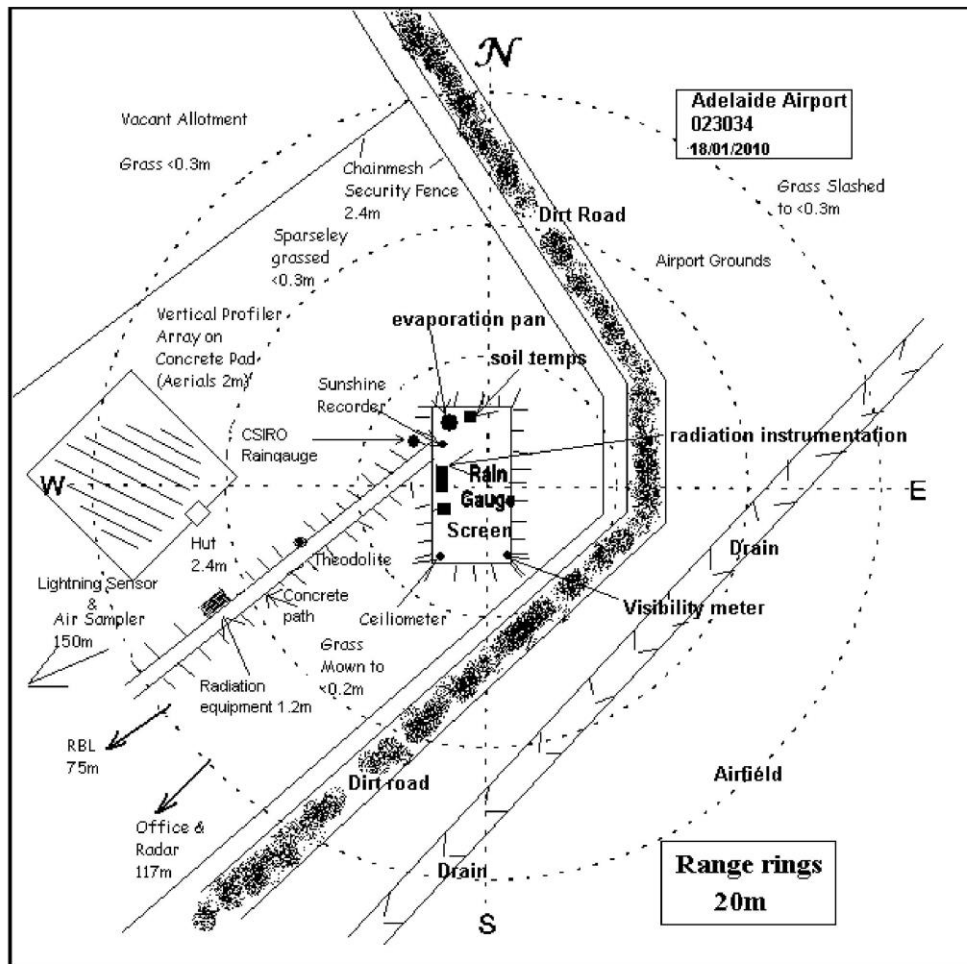 N
Adelaide Airport
023034
18/01/2010
Vacant Allotment
Grass <0.3m
Chainmesh
Security Fence
2.4m
Grass Slashed
to <0.3m
Dirt Road
Sparseley
grassed
<0.3m
Airport Grounds
Vertical Profiler
Array on
Concrete Pad
(Aerials 2m)
evaporation pan
soil temps
Sunshine
Recorder
CSIRO
Raingauge
radiation instrumentation
Rain
Gauge
W
E
Screen
Hut
2.4m
Theodolite
Drain
Lightning Sensor
&
Air Sampler
150m
Concrete
path
Ceiliometer
Visibility meter
Grass
Mown to
<0.2m
Radiation
equipment 1.2m
RBL
75m
Dirt road
Airfield
Office &
Radar
117m
Drain
Range rings
20m
S